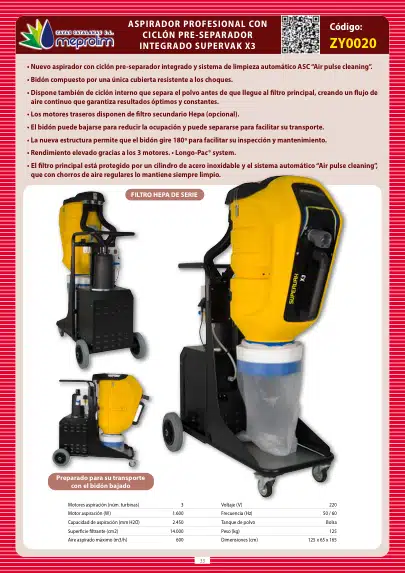 CAYAG CATALANAS S.L.
meprolim
ASPIRADOR PROFESIONAL CON
CICLÓN PRE-SEPARADOR
INTEGRADO SUPERVAK X3
Código:
ZY0020
• Nuevo aspirador con ciclón pre-separador integrado y sistema de limpieza automático ASC “Air pulse cleaning”.
• Bidón compuesto por una única cubierta resistente a los choques.
• Dispone también de ciclón interno que separa el polvo antes de que llegue al filtro principal, creando un flujo de
aire continuo que garantiza resultados óptimos y constantes.
• Los motores traseros disponen de filtro secundario Hepa (opcional).
• El bidón puede bajarse para reducir la ocupación y puede separarse para facilitar su transporte.
• La nueva estructura permite que el bidón gire 180º para facilitar su inspección y mantenimiento.
• Rendimiento elevado gracias a los 3 motores. • Longo-Pac® system.
• El filtro principal está protegido por un cilindro de acero inoxidable y el sistema automático “Air pulse cleaning”,
que con chorros de aire regulares lo mantiene siempre limpio.
FILTRO HEPA DE SERIE
SUPERVAK X3
Preparado para su transporte
con el bidón bajado
Motores aspiración (núm. turbinas) 3 Voltaje (V) 220
Motor aspiración (W) 1.600 Frecuencia (Hz) 50 / 60
Capacidad de aspiración (mm H2O) 2.450 Tanque de polvo Bolsa
Superficie filtrante (cm2) 14.000 Peso (kg) 125
Aire aspirado máximo (m3/h) 600 Dimensiones (cm) 125 x 65 x 165